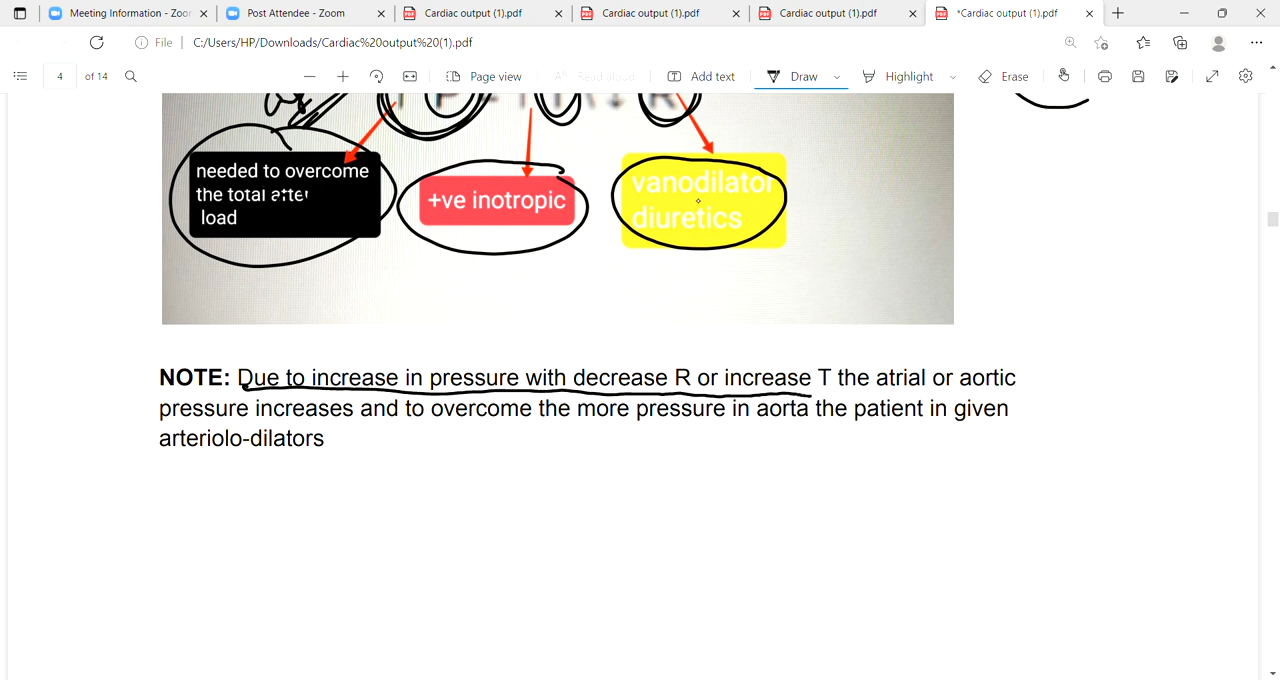 Meeting Information - Zoo
Post Attendee - Zoom
Cardiac output (1).pdf
Cardiac output (1).pdf
Cardiac output (1).pdf
*Cardiac output (1).pdf
File
C:/Users/HP/Downloads/Cardiac%20output%20(1).pdf
4 of 14
Page view
Read aloud
Add text
Draw
Highlight
Erase
needed to overcome
the total
load
+ve inotropic
vanodilator
diuretics
NOTE: Due to increase in pressure with decrease R or increase T the atrial or aortic
pressure increases and to overcome the more pressure in aorta the patient in given
arteriolo-dilators